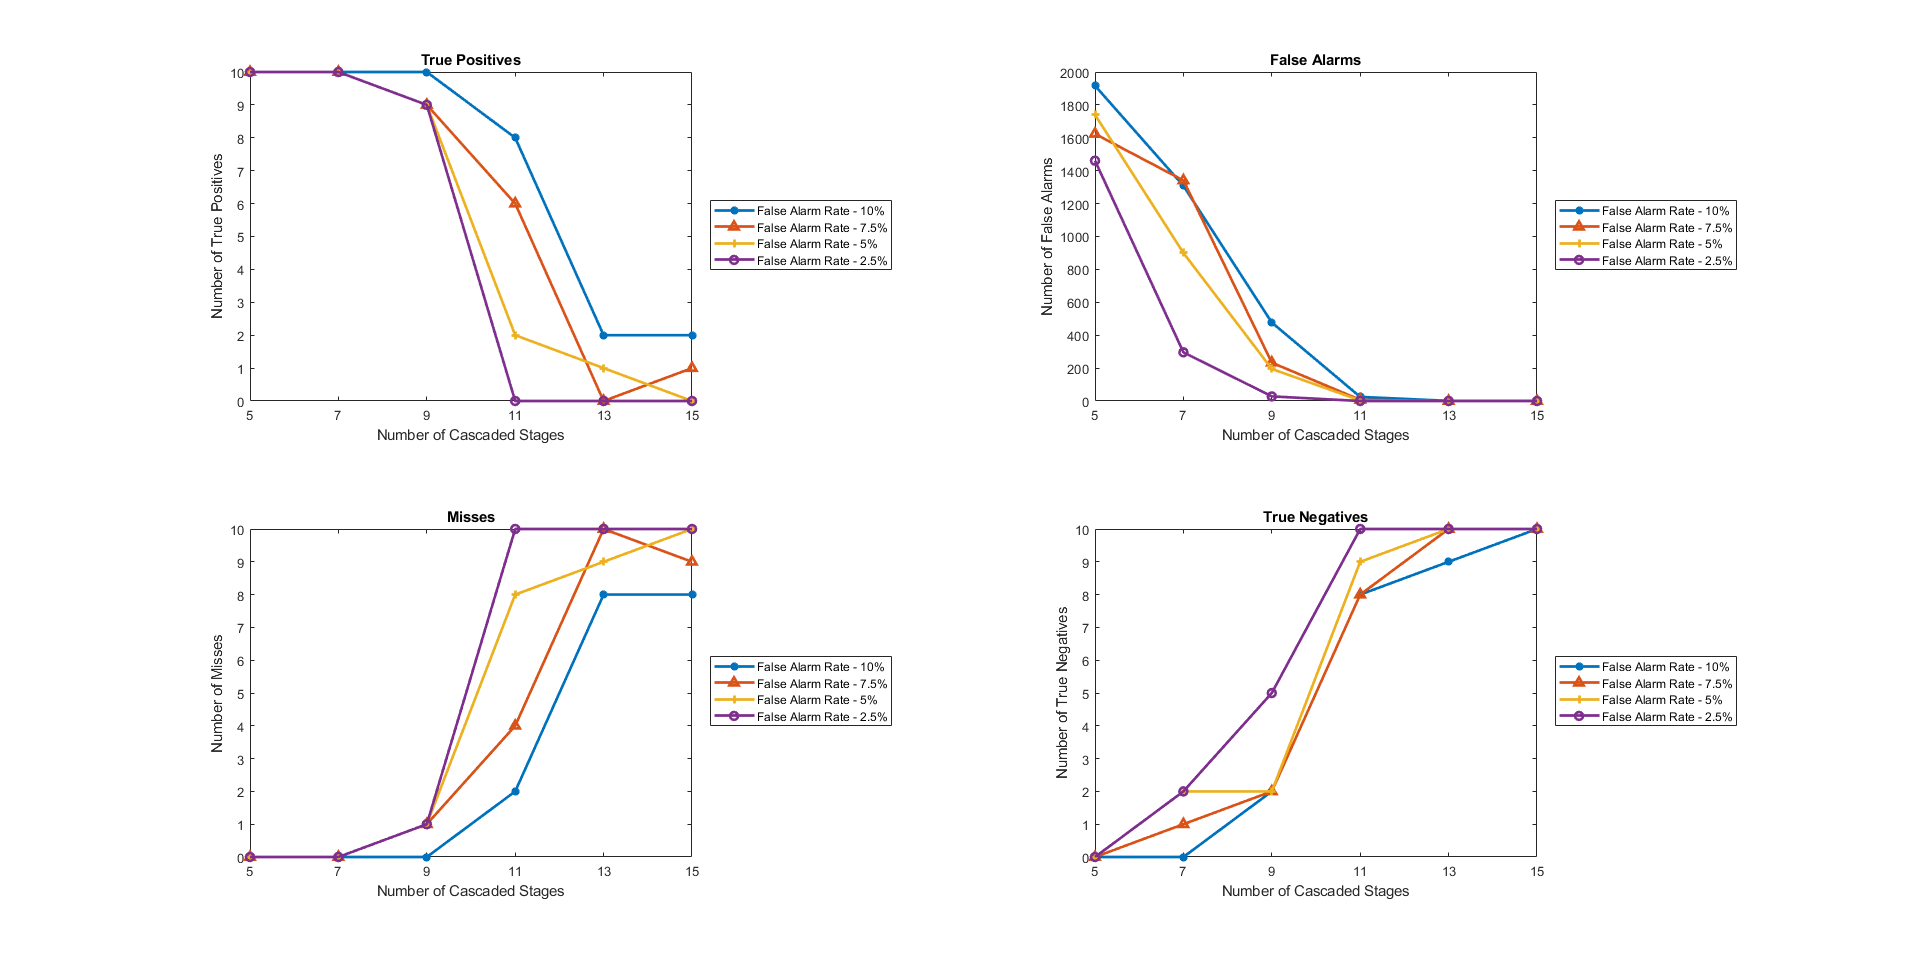 True Positives
Number of True Positives
10
9
8
7
6
5
4
3
2
1
0
5 7 9 11 13 15
Number of Cascaded Stages
False Alarm Rate - 10%
False Alarm Rate - 7.5%
False Alarm Rate - 5%
False Alarm Rate - 2.5%
False Alarms
Number of False Alarms
2000
1800
1600
1400
1200
1000
800
600
400
200
0
5 7 9 11 13 15
Number of Cascaded Stages
False Alarm Rate - 10%
False Alarm Rate - 7.5%
False Alarm Rate - 5%
False Alarm Rate - 2.5%
Misses
Number of Misses
10
9
8
7
6
5
4
3
2
1
0
5 7 9 11 13 15
Number of Cascaded Stages
False Alarm Rate - 10%
False Alarm Rate - 7.5%
False Alarm Rate - 5%
False Alarm Rate - 2.5%
True Negatives
Number of True Negatives
10
9
8
7
6
5
4
3
2
1
0
5 7 9 11 13 15
Number of Cascaded Stages
False Alarm Rate - 10%
False Alarm Rate - 7.5%
False Alarm Rate - 5%
False Alarm Rate - 2.5%